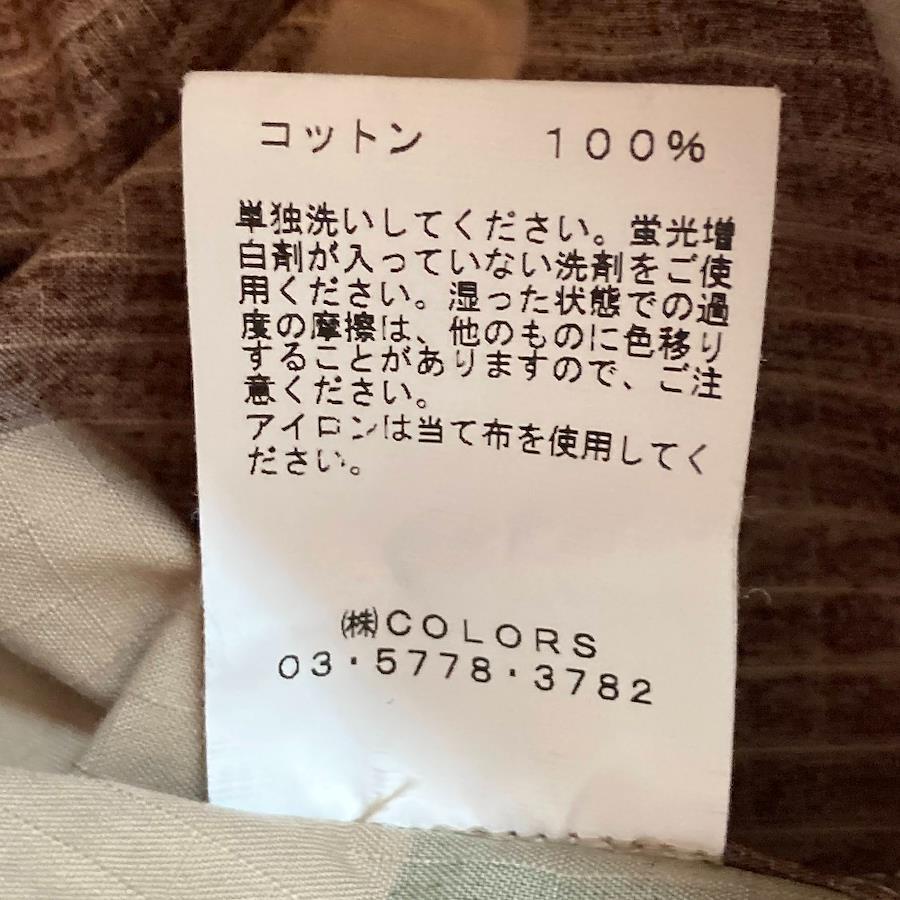 コットン 100%
単独洗いしてください。蛍光増
白剤が入っていない洗剤をご使
用ください。湿った状態での過
度の摩擦は、他のものに色移り
することがありますので、ご注
意ください。
アイロンは当て布を使用してく
ださい。
㈱COLORS
03・5778・3782